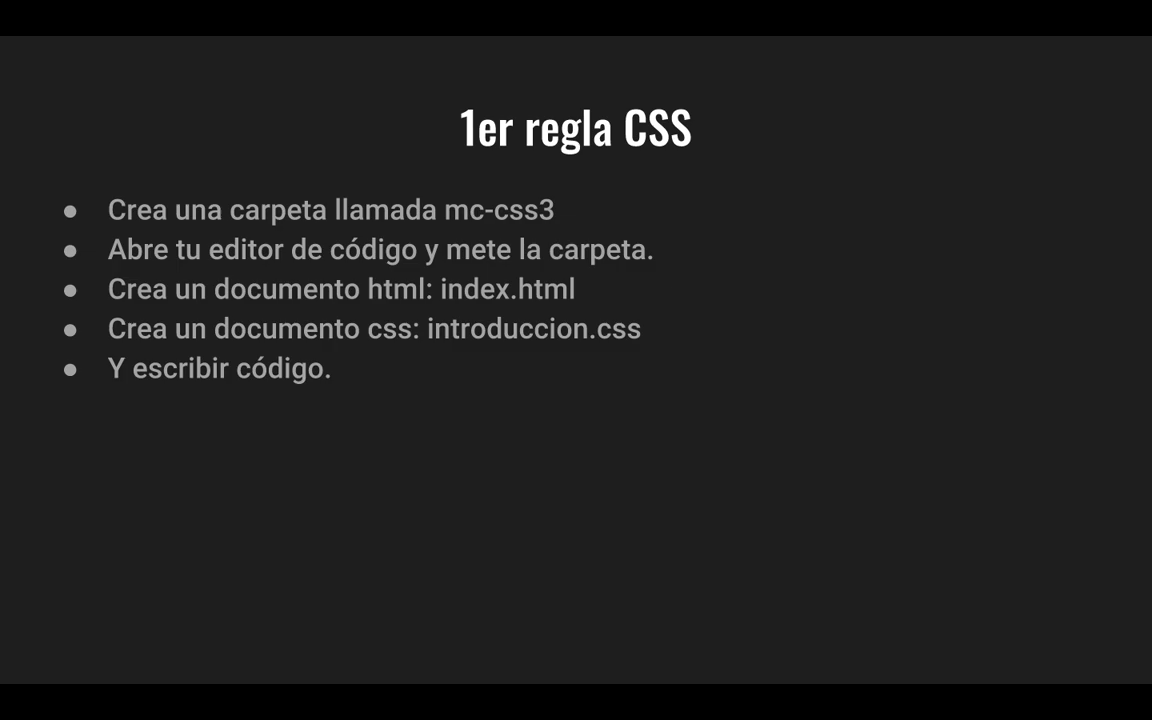 1er regla CSS
● Crea una carpeta llamada mc-css3
● Abre tu editor de código y mete la carpeta.
● Crea un documento html: index.html
● Crea un documento css: introduccion.css
● Y escribir código.